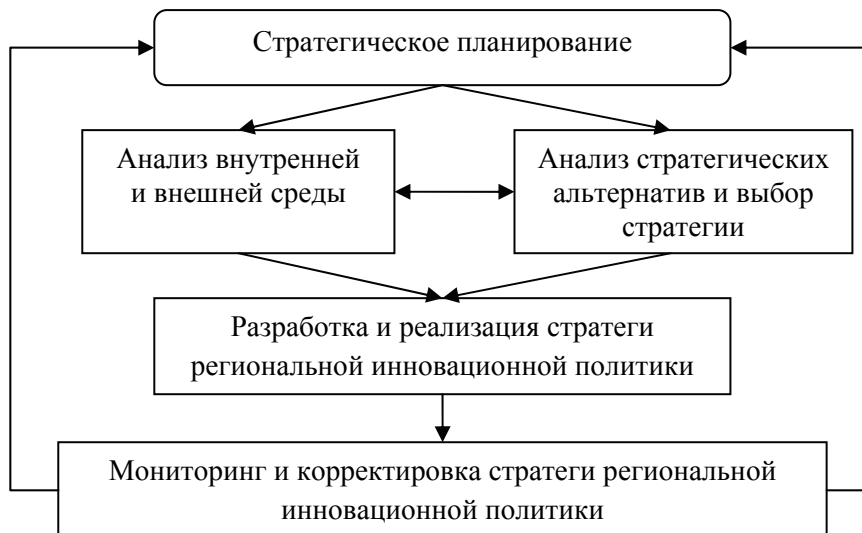 Стратегическое планирование
Анализ внутренней
и внешней среды
Анализ стратегических
альтернатив и выбор
стратегии
Разработка и реализация стратеги
региональной инновационной политики
Мониторинг и корректировка стратеги региональной
инновационной политики